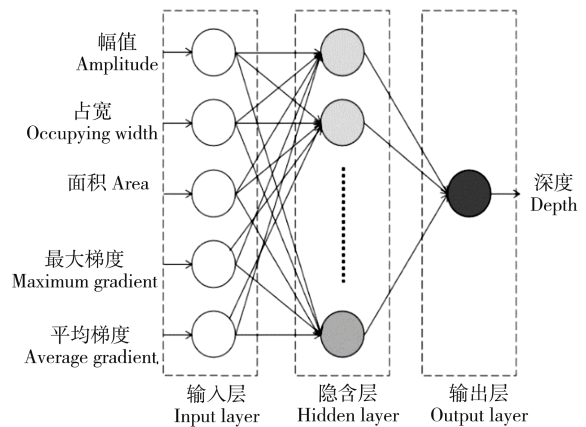 幅值
Amplitude
占宽
Occupying width
面积 Area
最大梯度
Maximum gradient
平均梯度
Average gradient
深度
Depth
输入层
Input layer
隐含层
Hidden layer
输出层
Output layer